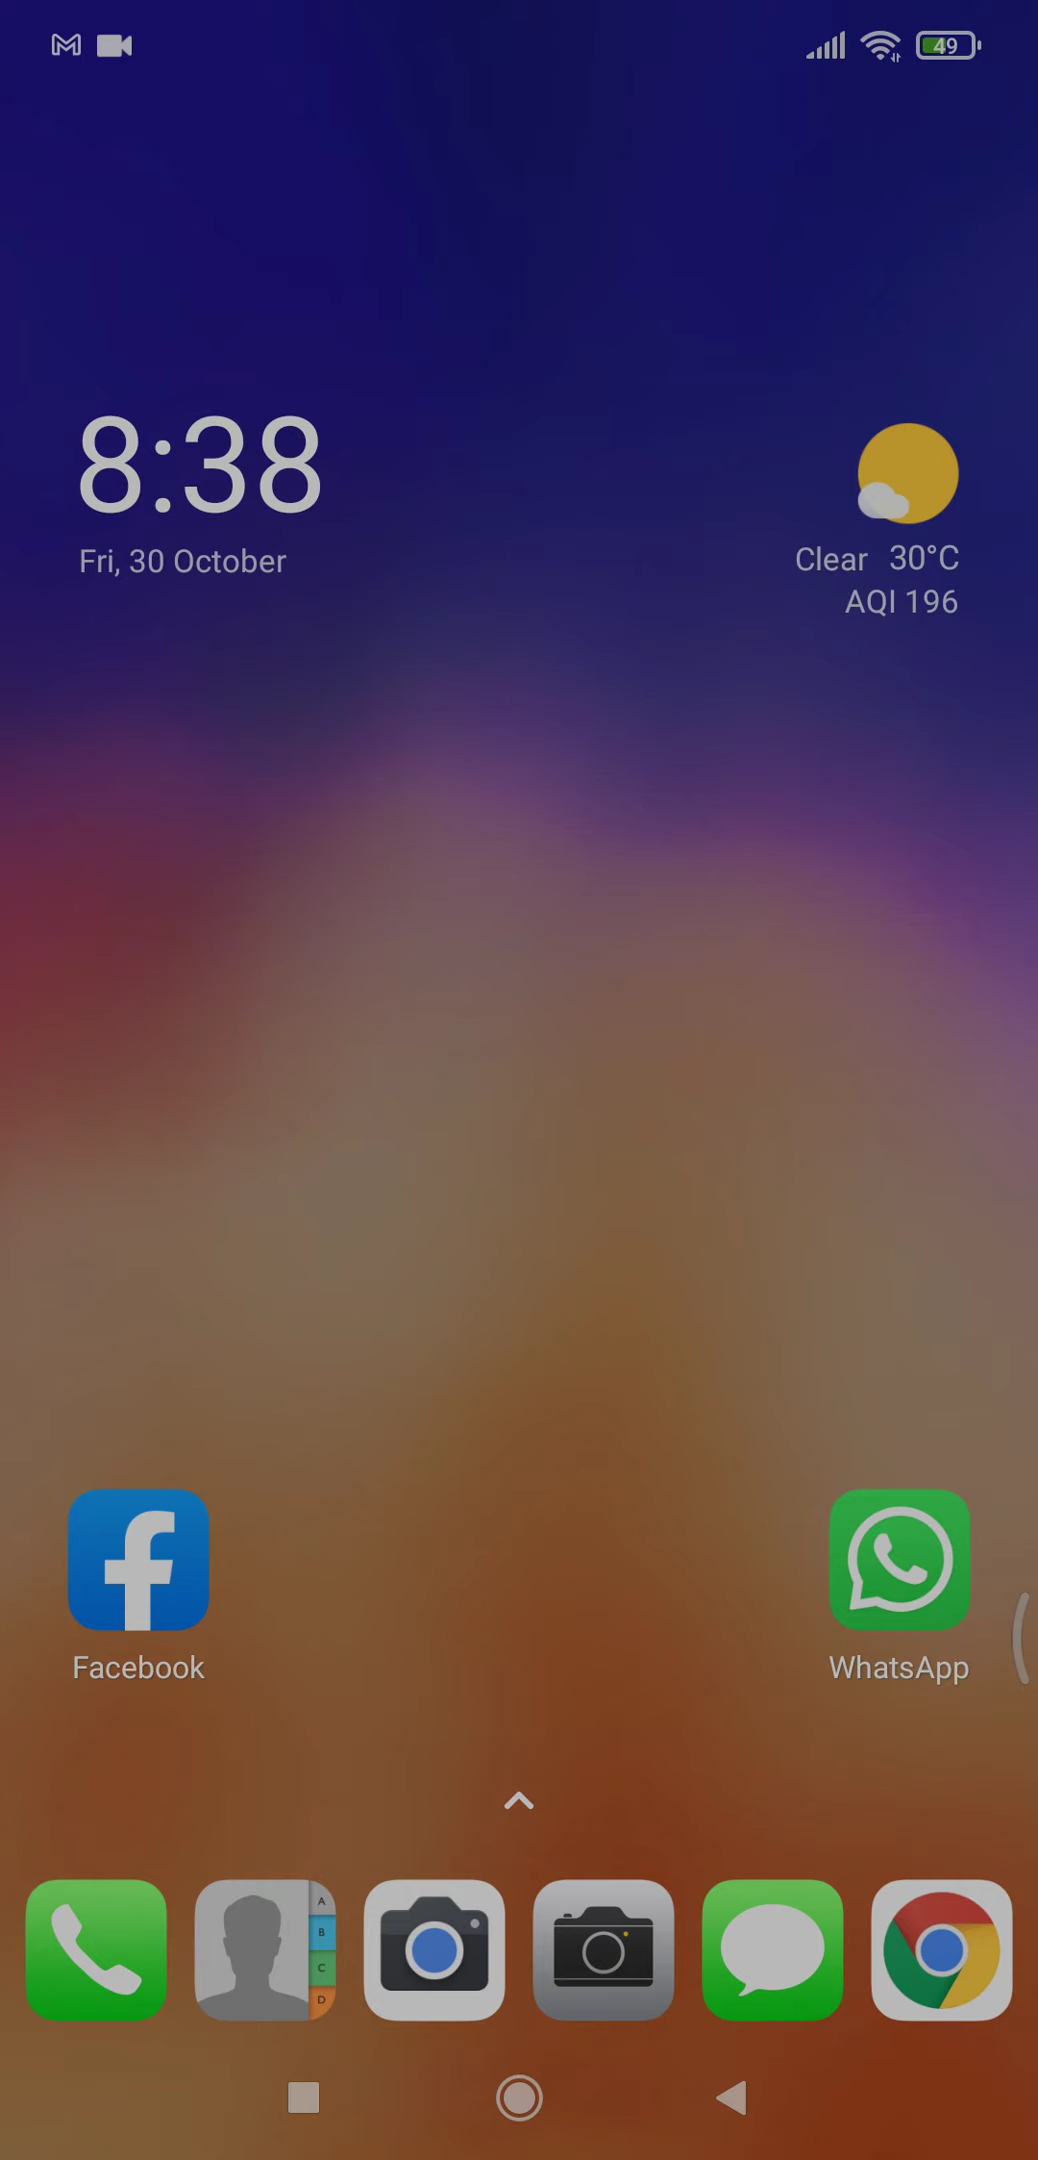 49
8:38
Fri, 30 October
Clear 30°C
AQI 196
Facebook
WhatsApp
A
B
C
D